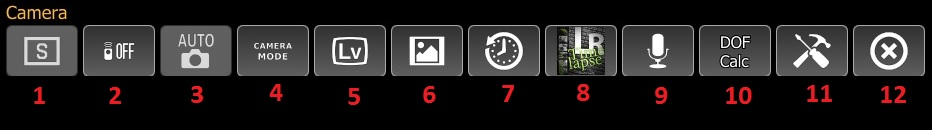 Camera
S
OFF
AUTO
CAMERA
MODE
Lv
LR
Time
lapse
DOF
Calc
1 2 3 4 5 6 7 8 9 10 11 12